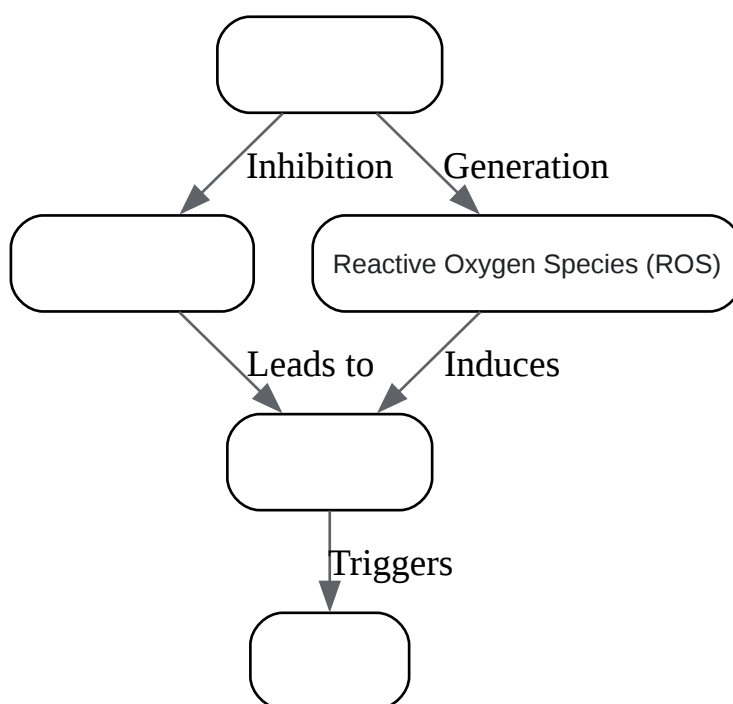 Inhibition
Generation
Reactive Oxygen Species (ROS)
Leads to
Induces
Triggers